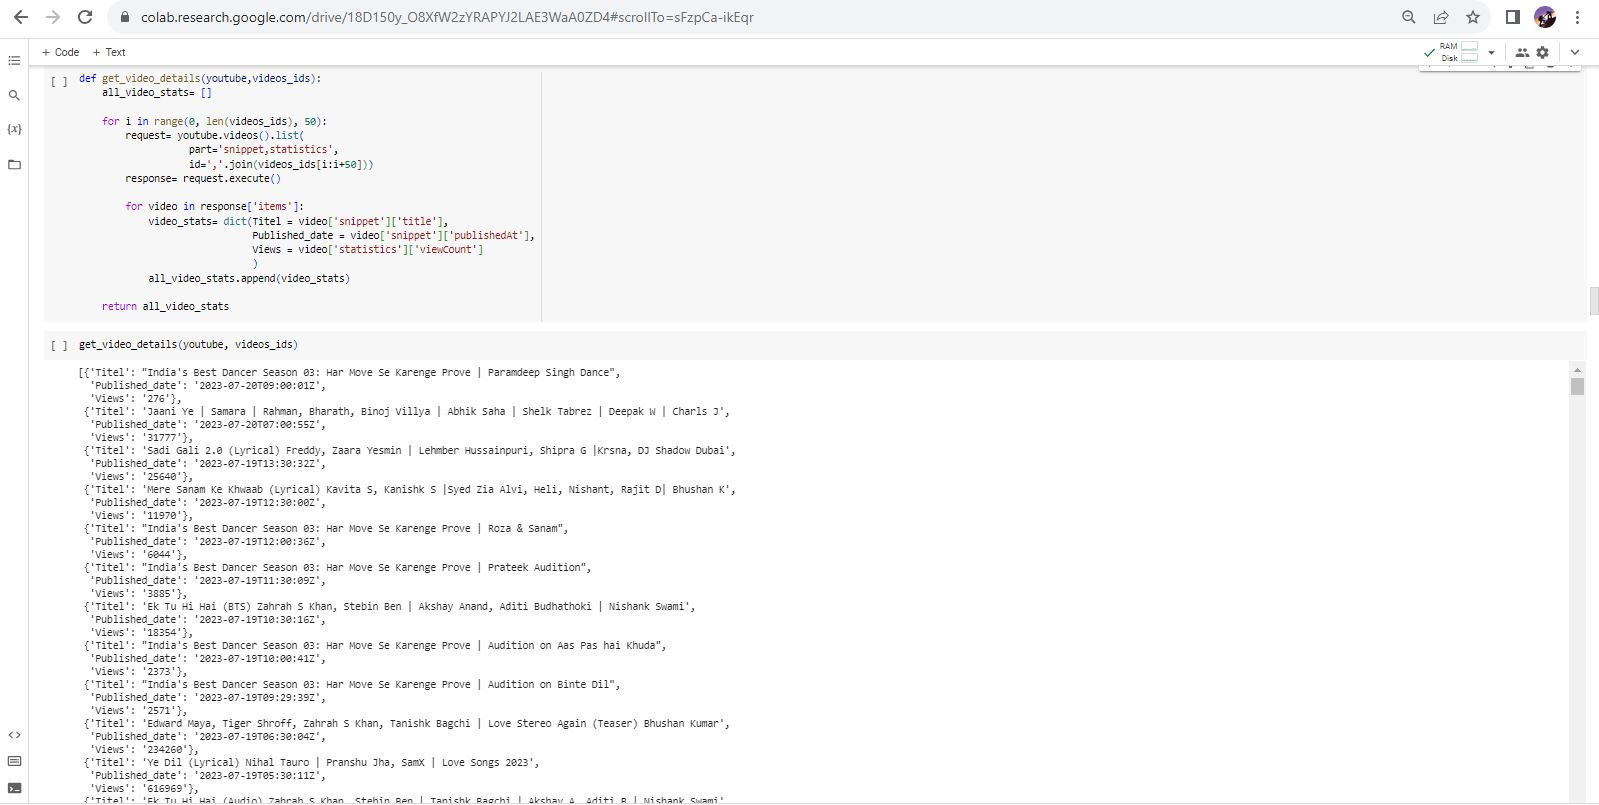 colab.research.google.com/drive/18D150y_O8XfW2zYRAPYJ2LAE3WaA0ZD4#scrollTo=sFzpCa-ikEqr
+ Code + Text
RAM
Disk
[ ] def get_video_details(youtube,videos_ids):
all_video_stats= []
for i in range(0, len(videos_ids), 50):
request= youtube.videos().list(
part='snippet,statistics',
id=','.join(videos_ids[i:i+50]))
response= request.execute()
for video in response['items']:
video_stats= dict(Titel = video['snippet']['title'],
Published_date = video['snippet']['publishedAt'],
Views = video['statistics']['viewCount']
)
all_video_stats.append(video_stats)
return all_video_stats
[ ] get_video_details(youtube, videos_ids)
[{'Titel': "India's Best Dancer Season 03: Har Move Se Karenge Prove | Paramdeep Singh Dance",
'Published_date': '2023-07-20T09:00:01Z',
'Views': '276'},
{'Titel': 'Jaani Ye | Samara | Rahman, Bharath, Binoj Villya | Abhik Saha | Shelk Tabrez | Deepak W | Charls J',
'Published_date': '2023-07-20T07:00:55Z',
'Views': '31777'},
{'Titel': 'Sadi Gali 2.0 (Lyrical) Freddy, Zaara Yesmin | Lehmber Hussainpuri, Shipra G |Krsna, DJ Shadow Dubai',
'Published_date': '2023-07-19T13:30:32Z',
'Views': '25640'},
{'Titel': 'Mere Sanam Ke Khwaab (Lyrical) Kavita S, Kanishk S |Syed Zia Alvi, Heli, Nishant, Rajit D| Bhushan K',
'Published_date': '2023-07-19T12:30:00Z',
'Views': '11970'},
{'Titel': "India's Best Dancer Season 03: Har Move Se Karenge Prove | Roza & Sanam",
'Published_date': '2023-07-19T12:00:36Z',
'Views': '6044'},
{'Titel': "India's Best Dancer Season 03: Har Move Se Karenge Prove | Prateek Audition",
'Published_date': '2023-07-19T11:30:09Z',
'Views': '3885'},
{'Titel': 'Ek Tu Hi Hai (BTS) Zahrah S Khan, Stebin Ben | Akshay Anand, Aditi Budhathoki | Nishank Swami',
'Published_date': '2023-07-19T10:30:16Z',
'Views': '18354'},
{'Titel': "India's Best Dancer Season 03: Har Move Se Karenge Prove | Audition on Aas Pas hai Khuda",
'Published_date': '2023-07-19T10:00:41Z',
'Views': '2373'},
{'Titel': "India's Best Dancer Season 03: Har Move Se Karenge Prove | Audition on Binte Dil",
'Published_date': '2023-07-19T09:29:39Z',
'Views': '2571'},
{'Titel': 'Edward Maya, Tiger Shroff, Zahrah S Khan, Tanishk Bagchi | Love Stereo Again (Teaser) Bhushan Kumar',
'Published_date': '2023-07-19T06:30:04Z',
'Views': '234260'},
{'Titel': 'Ye Dil (Lyrical) Nihal Tauro | Pranshu Jha, SamX | Love Songs 2023',
'Published_date': '2023-07-19T05:30:11Z',
'Views': '616969'},
{'Titel': 'Ek Tu Hi Hai (Audio) Zahrah S Khan, Stebin Ben | Tanishk Bagchi | Akshay A, Aditi B | Nishank Swami'